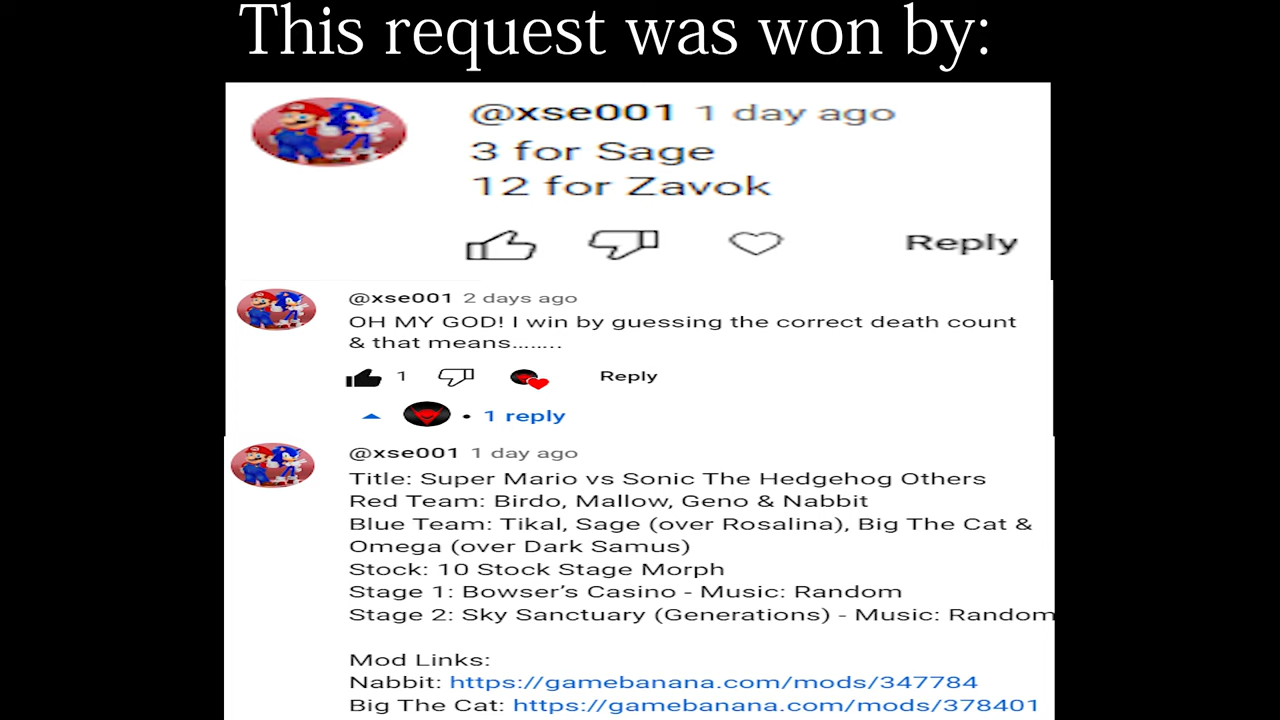 This request was won by:
@xse001 1 day ago
3 for Sage
12 for Zavok
Reply
@xse001 2 days ago
OH MY GOD! I win by guessing the correct death count
& that means........
1 Reply
• 1 reply
@xse001 1 day ago
Title: Super Mario vs Sonic The Hedgehog Others
Red Team: Birdo, Mallow, Geno & Nabbit
Blue Team: Tikal, Sage (over Rosalina), Big The Cat &
Omega (over Dark Samus)
Stock: 10 Stock Stage Morph
Stage 1: Bowser's Casino - Music: Random
Stage 2: Sky Sanctuary (Generations) - Music: Random
Mod Links:
Nabbit: https://gamebanana.com/mods/347784
Big The Cat: https://gamebanana.com/mods/378401